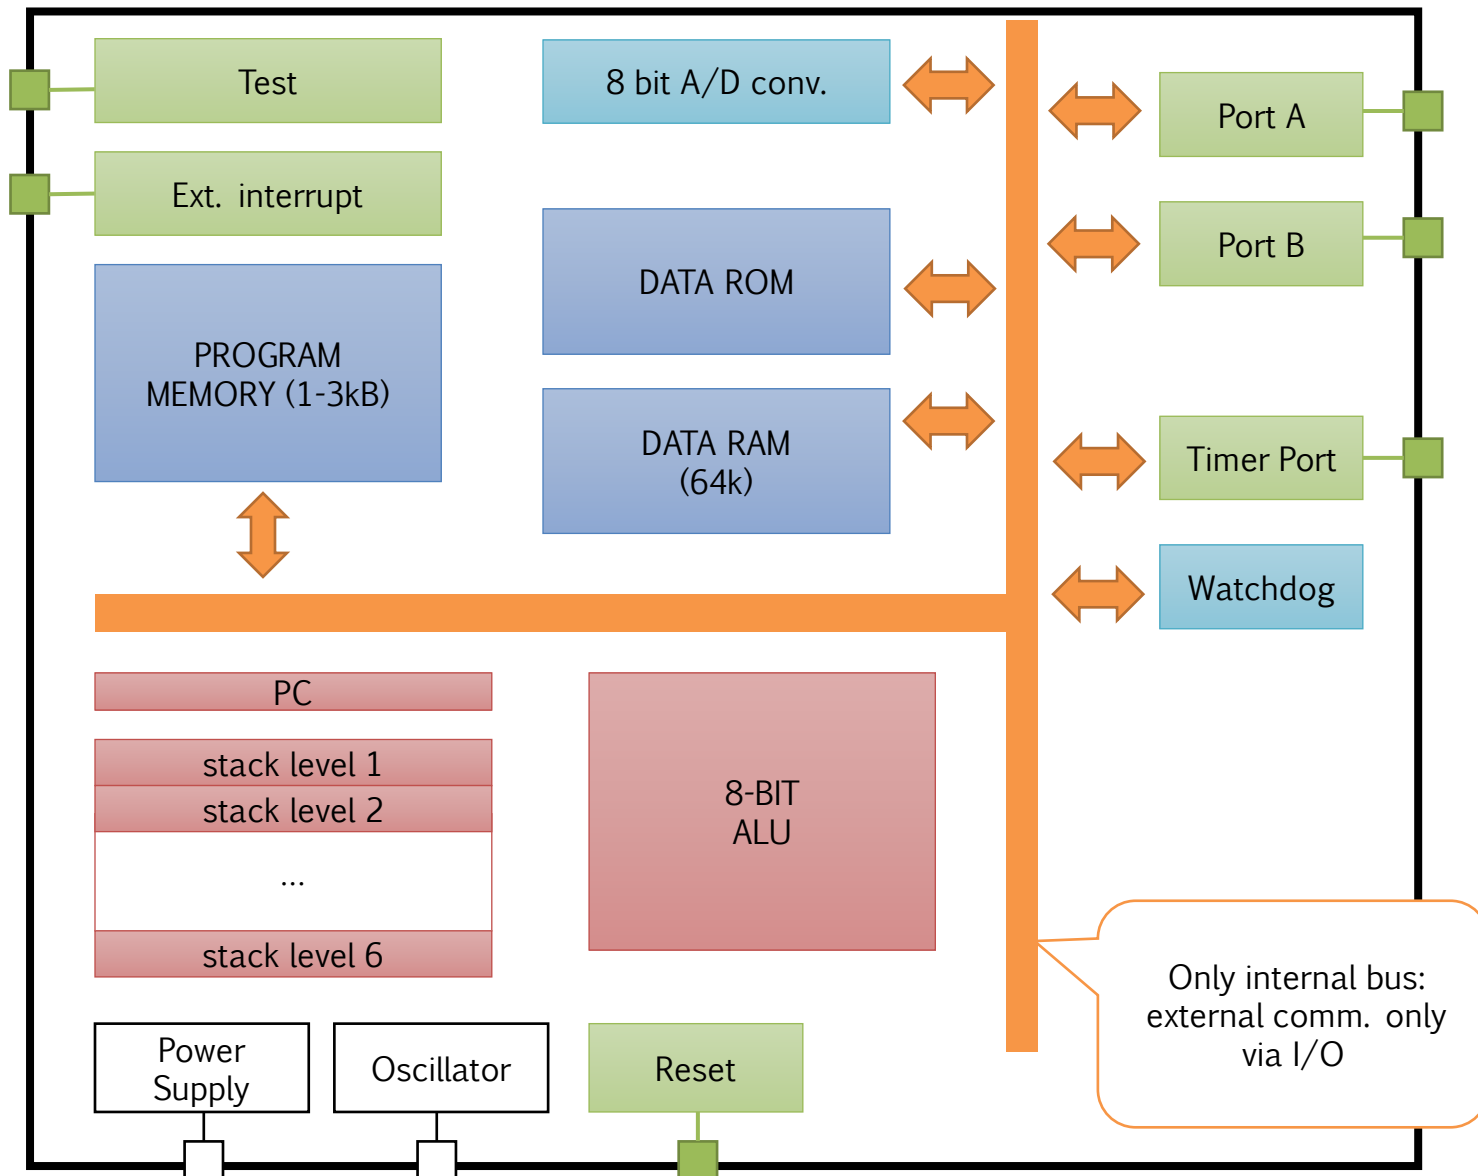 Test
8 bit A/D conv.
Port A
Ext. interrupt
Port B
DATA ROM
PROGRAM
MEMORY (1-3kB)
DATA RAM
(64k)
Timer Port
Watchdog
PC
stack level 1
stack level 2
...
stack level 6
8-BIT
ALU
Only internal bus:
external comm. only
via I/O
Power
Supply
Oscillator
Reset